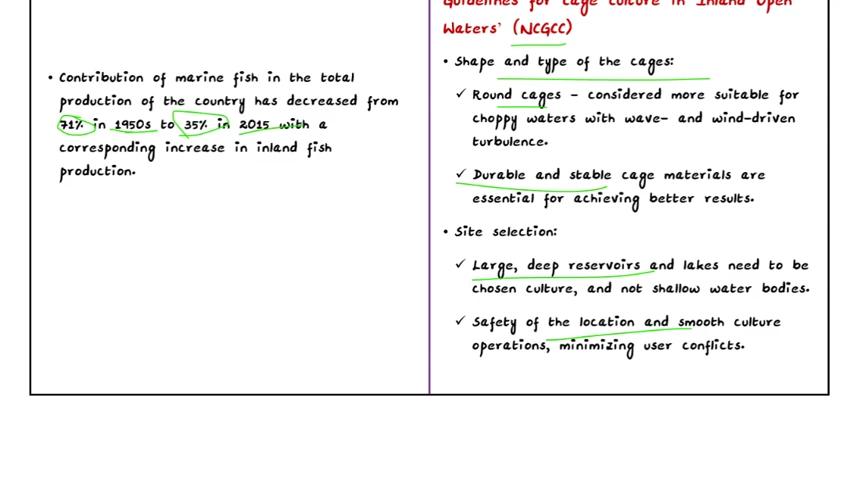 • Contribution of marine fish in the total
production of the country has decreased from
71% in 1950s to 35% in 2015 with a
corresponding increase in inland fish
production.
Guidelines for Cage Culture in Inland Open
Waters' (NCGCC)
• Shape and type of the cages:
✓ Round cages – considered more suitable for
choppy waters with wave- and wind-driven
turbulence.
✓ Durable and stable cage materials are
essential for achieving better results.
• Site selection:
✓ Large, deep reservoirs and lakes need to be
chosen culture, and not shallow water bodies.
✓ Safety of the location and smooth culture
operations, minimizing user conflicts.